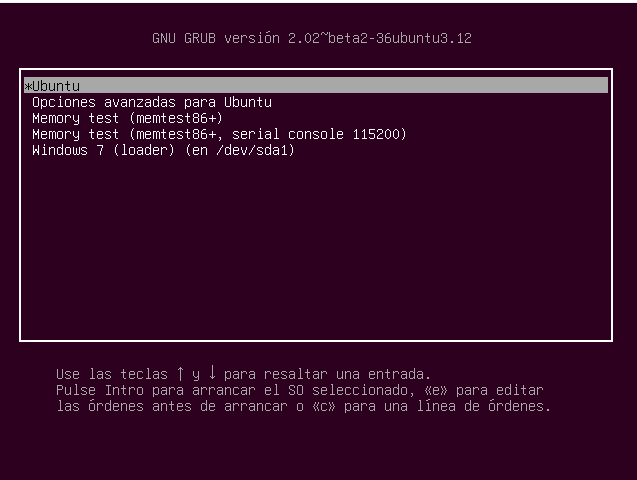 GNU GRUB versión 2.02~beta2-36ubuntu3.12
*Ubuntu
Opciones avanzadas para Ubuntu
Memory test (memtest86+)
Memory test (memtest86+, serial console 115200)
Windows 7 (loader) (en /dev/sda1)
Use las teclas ↑ y ↓ para resaltar una entrada.
Pulse Intro para arrancar el SO seleccionado, «e» para editar
las órdenes antes de arrancar o «c» para una línea de órdenes.